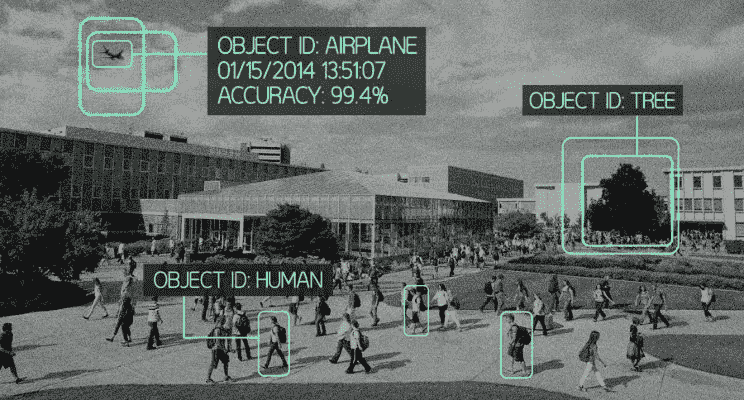 OBJECT ID: AIRPLANE
01/15/2014 13:51:07
ACCURACY: 99.4%
OBJECT ID: TREE
OBJECT ID: HUMAN